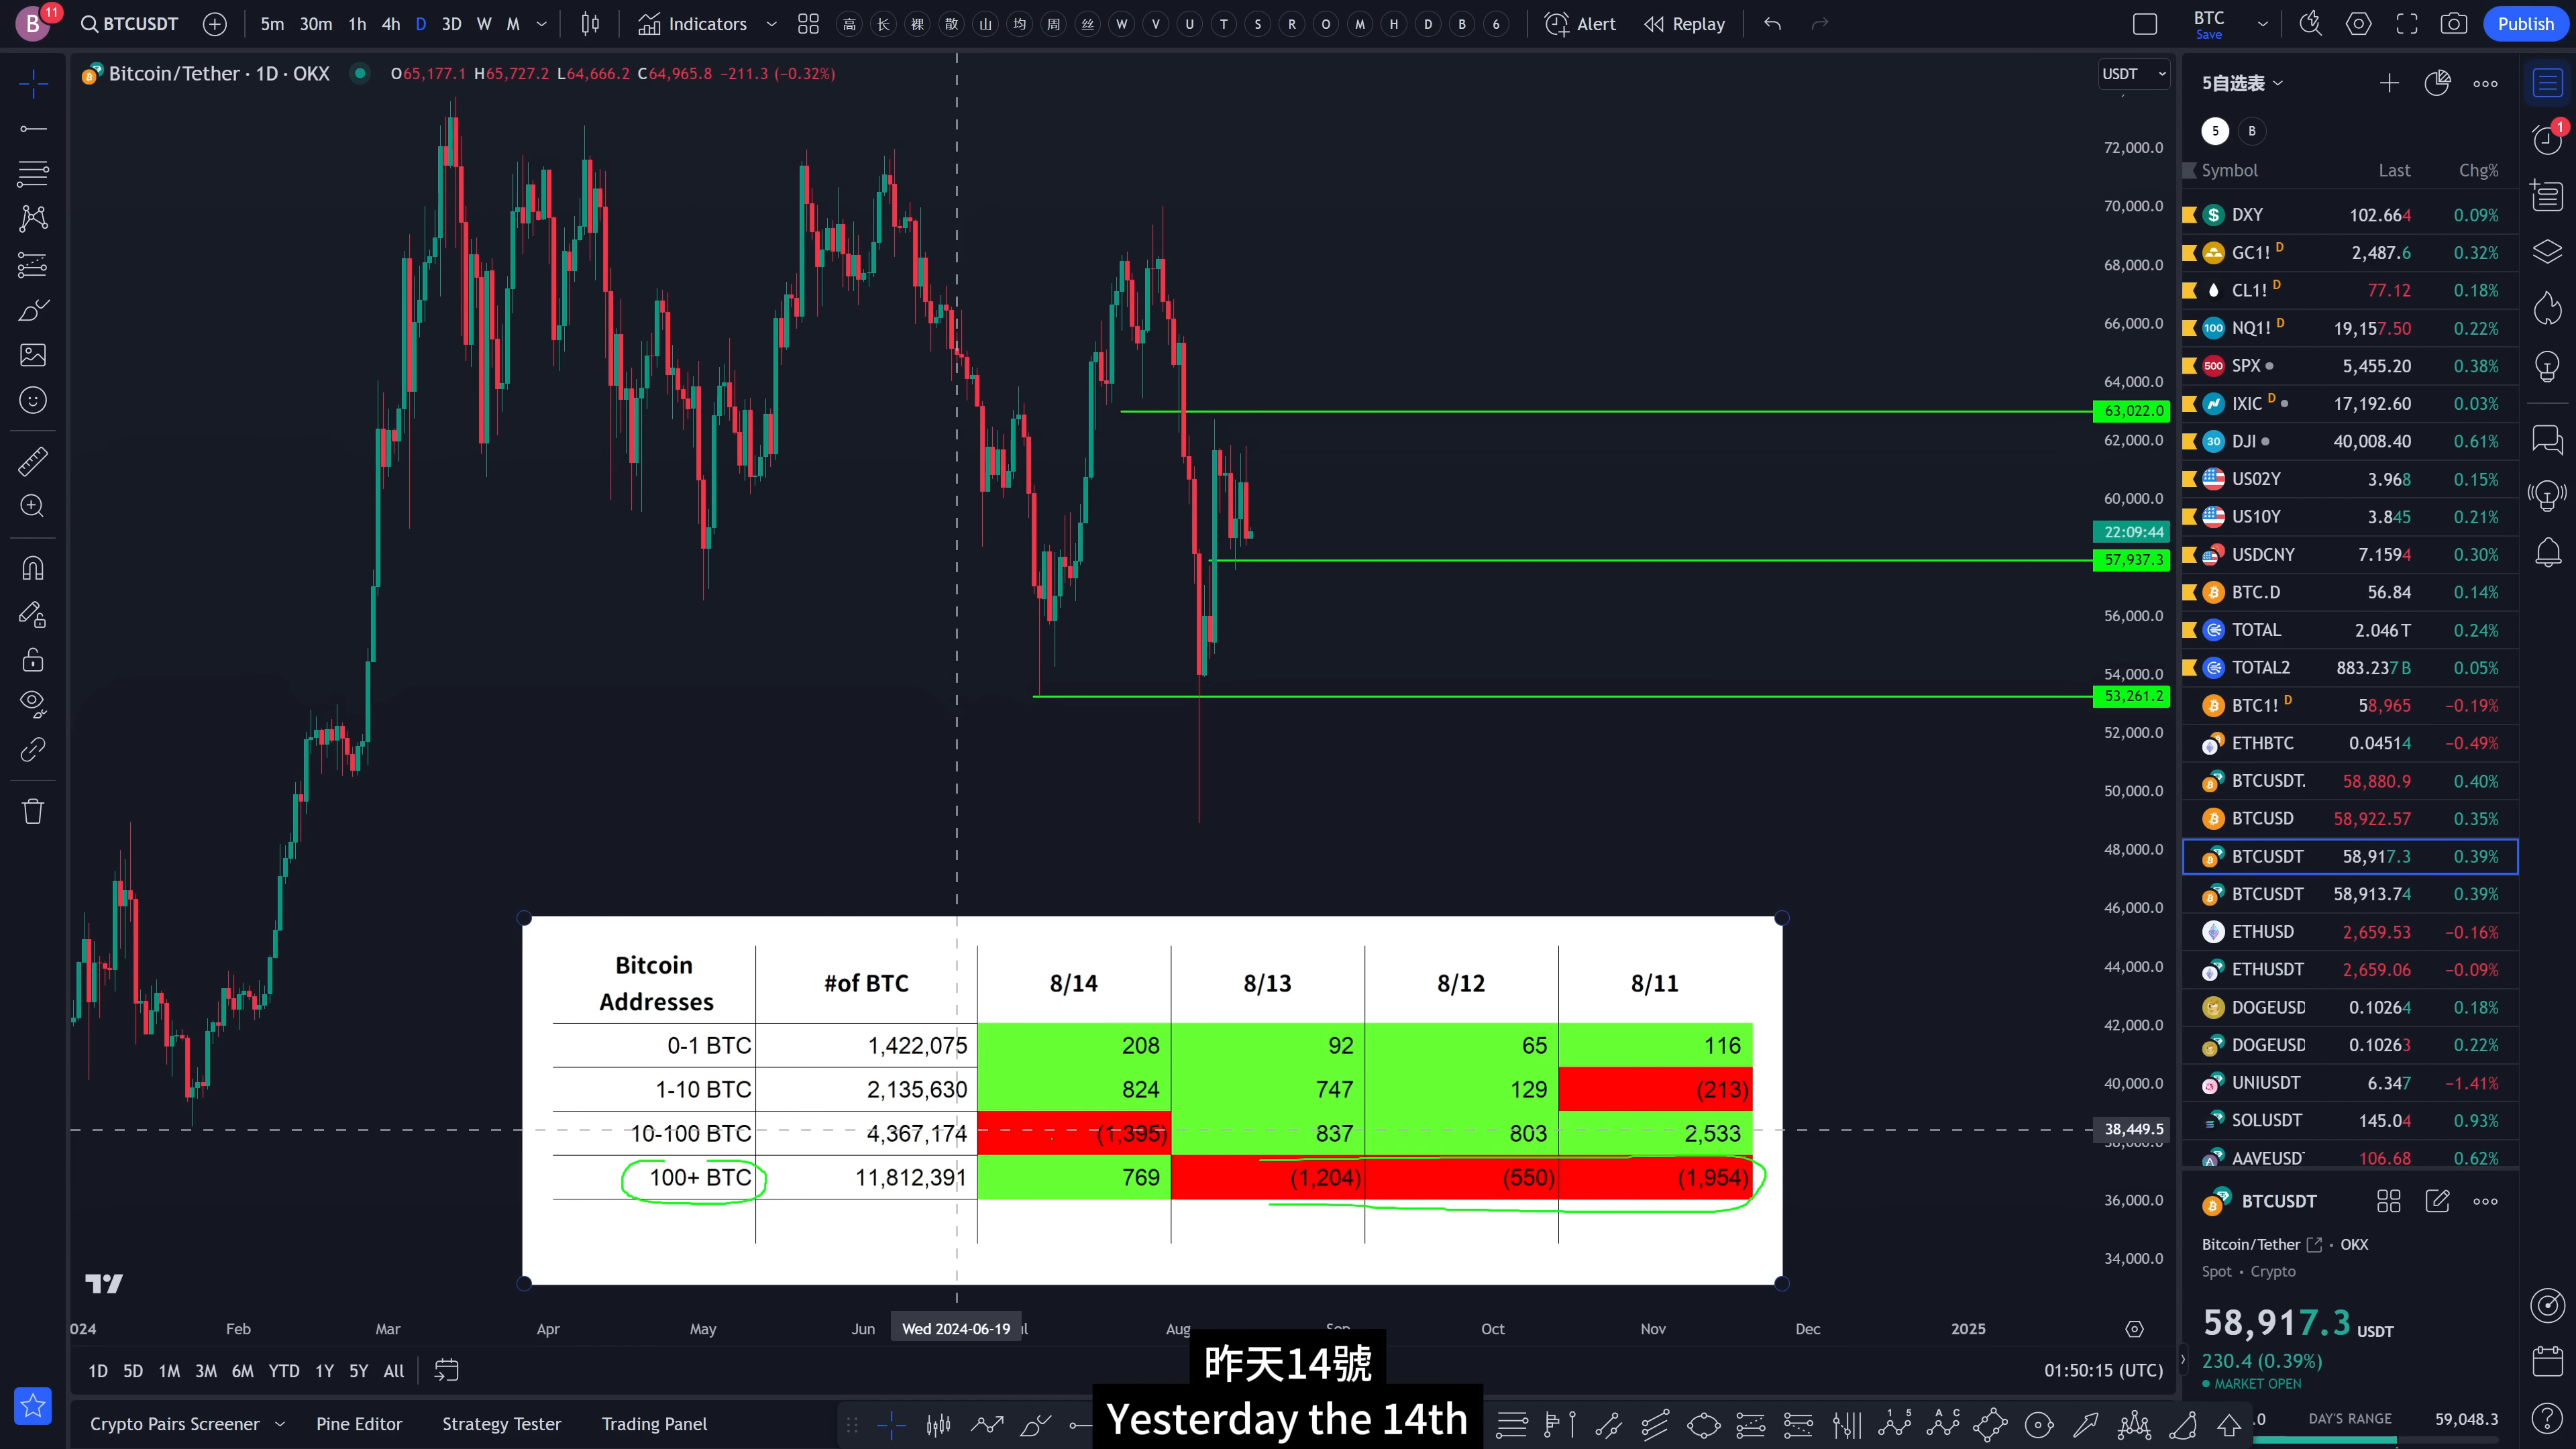 B 11 BTCUSDT 5m 30m 1h 4h D 3D W M Indicators 高 长 裸 散 山 均 周 丝 W V U T S R O M H D B 6 Alert Replay BTC Save Publish
Bitcoin/Tether · 1D · OKX O65,177.1 H65,727.2 L64,666.2 C64,965.8 −211.3 (−0.32%)
USDT
72,000.0
70,000.0
68,000.0
66,000.0
64,000.0
63,022.0
62,000.0
60,000.0
22:09:44
57,937.3
56,000.0
54,000.0
53,261.2
52,000.0
50,000.0
48,000.0
46,000.0
44,000.0
42,000.0
40,000.0
38,449.5
36,000.0
34,000.0
Bitcoin Addresses #of BTC 8/14 8/13 8/12 8/11
0-1 BTC 1,422,075 208 92 65 116
1-10 BTC 2,135,630 824 747 129 (213)
10-100 BTC 4,367,174 (1,395) 837 803 2,533
100+ BTC 11,812,391 769 (1,204) (550) (1,954)
024 Feb Mar Apr May Jun Wed 2024-06-19 Aug Oct Nov Dec 2025
1D 5D 1M 3M 6M YTD 1Y 5Y All
01:50:15 (UTC)
昨天14號
Yesterday the 14th
Crypto Pairs Screener Pine Editor Strategy Tester Trading Panel
5自选表
5 B
1
Symbol Last Chg%
DXY 102.664 0.09%
GC1! D 2,487.6 0.32%
CL1! D 77.12 0.18%
NQ1! D 19,157.50 0.22%
SPX 5,455.20 0.38%
IXIC D 17,192.60 0.03%
DJI 40,008.40 0.61%
US02Y 3.968 0.15%
US10Y 3.845 0.21%
USDCNY 7.1594 0.30%
BTC.D 56.84 0.14%
TOTAL 2.046T 0.24%
TOTAL2 883.237B 0.05%
BTC1! D 58,965 −0.19%
ETHBTC 0.04514 −0.49%
BTCUSDT. 58,880.9 0.40%
BTCUSD 58,922.57 0.35%
BTCUSDT 58,917.3 0.39%
BTCUSDT 58,913.74 0.39%
ETHUSD 2,659.53 −0.16%
ETHUSDT 2,659.06 −0.09%
DOGEUSD 0.10264 0.18%
DOGEUSD 0.10263 0.22%
UNIUSDT 6.347 −1.41%
SOLUSDT 145.04 0.93%
AAVEUSD 106.68 0.62%
BTCUSDT
Bitcoin/Tether · OKX
Spot · Crypto
58,917.3 USDT
230.4 (0.39%)
MARKET OPEN
.0 DAY'S RANGE 59,048.3